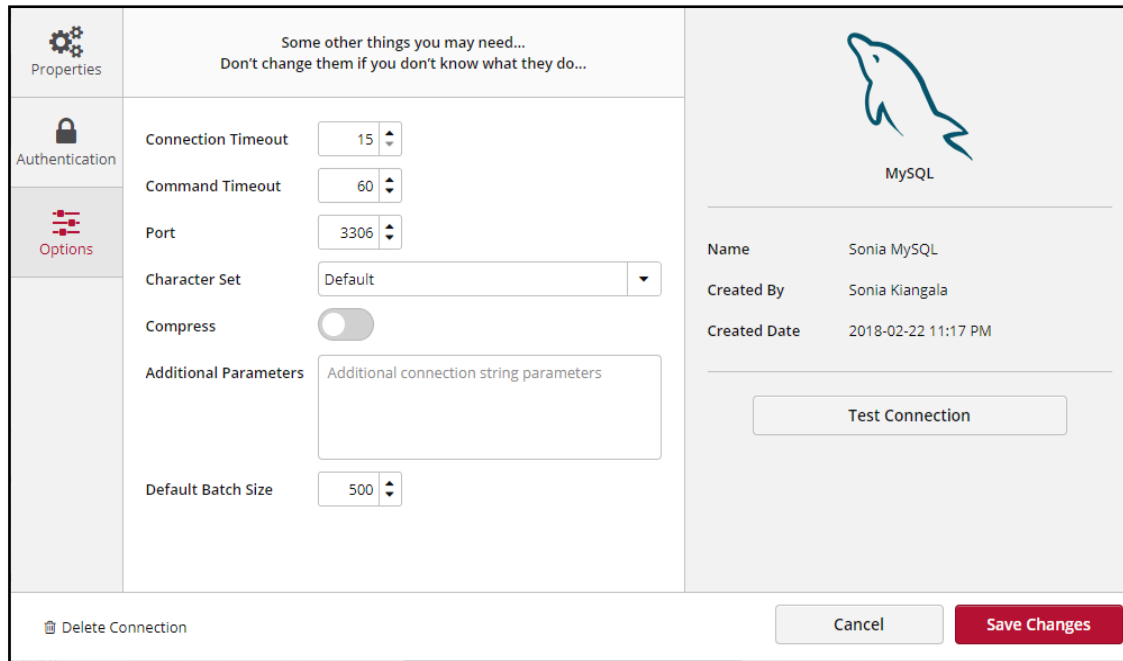 Properties
Authentication
Options
Some other things you may need...
Don't change them if you don't know what they do...
Connection Timeout 15
Command Timeout 60
Port 3306
Character Set Default
Compress
Additional Parameters Additional connection string parameters
Default Batch Size 500
MySQL
Name Sonia MySQL
Created By Sonia Kiangala
Created Date 2018-02-22 11:17 PM
Test Connection
Delete Connection
Cancel
Save Changes